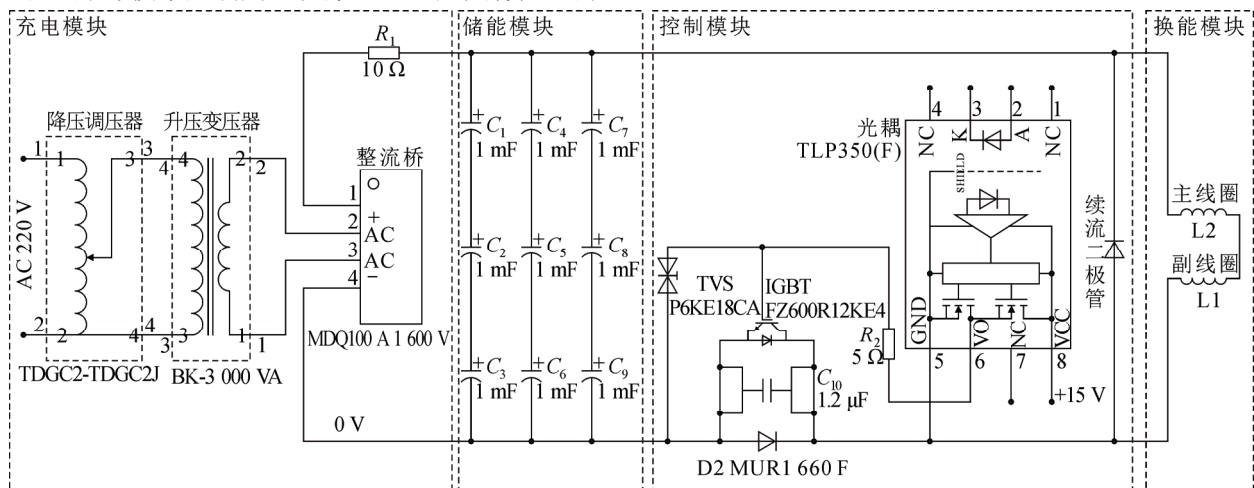 充电模块
储能模块
控制模块
换能模块
R1
10 Ω
降压调压器
升压变压器
整流桥
AC 220 V
1
2
1
2
3
4
3
4
4
3
4
3
2
1
2
1
1
2
3
4
+
AC
AC
−
MDQ100 A 1 600 V
TDGC2-TDGC2J
BK-3 000 VA
0 V
+
C1
1 mF
+
C4
1 mF
+
C7
1 mF
+
C2
1 mF
+
C5
1 mF
+
C8
1 mF
+
C3
1 mF
+
C6
1 mF
+
C9
1 mF
TVS
P6KE18CA
IGBT
FZ600R12KE4
R2
5 Ω
C10
1.2 μF
D2 MUR1 660 F
光耦
TLP350(F)
4
3
2
1
NC
K
A
NC
SHIELD
GND
VO
NC
VCC
5
6
7
8
+15 V
续流二极管
主线圈
L2
副线圈
L1